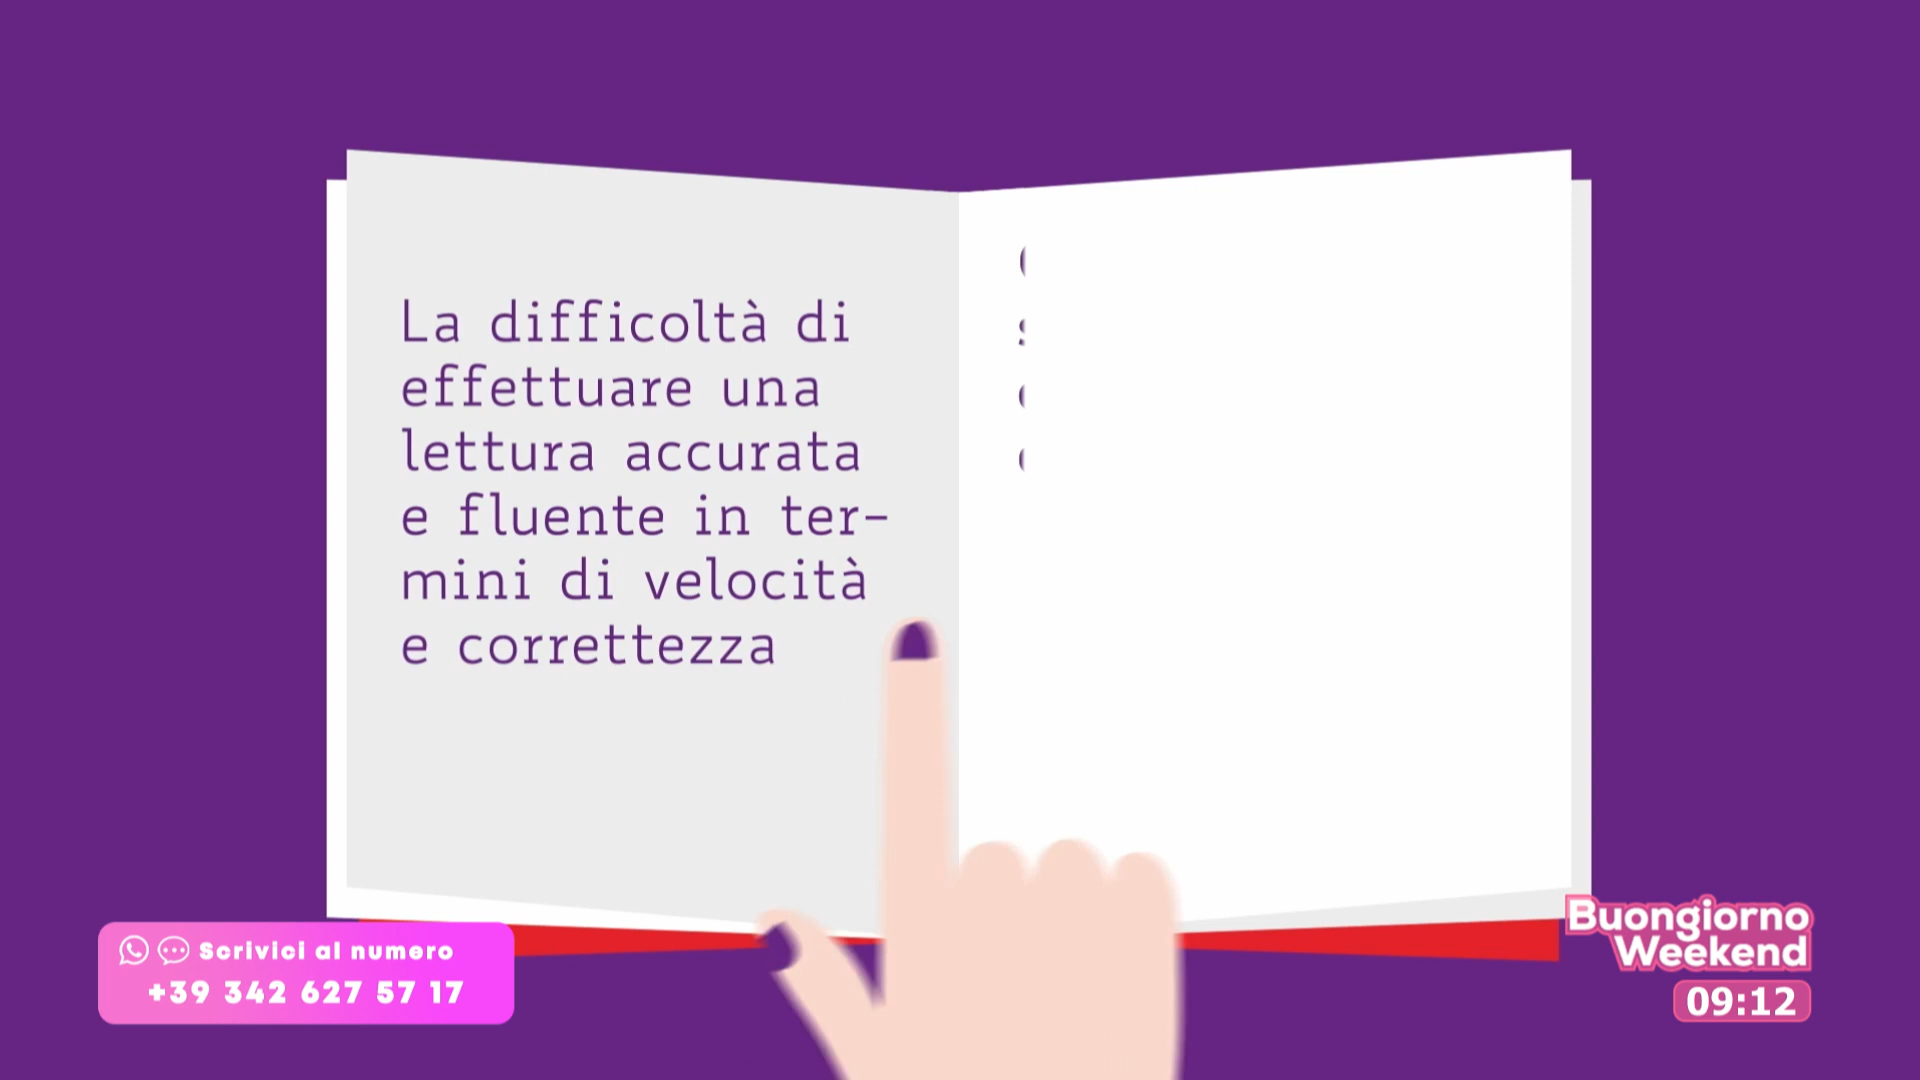 La difficoltà di
effettuare una
lettura accurata
e fluente in ter-
mini di velocità
e correttezza
Scrivici al numero
+39 342 627 57 17
Buongiorno
Weekend
09:12